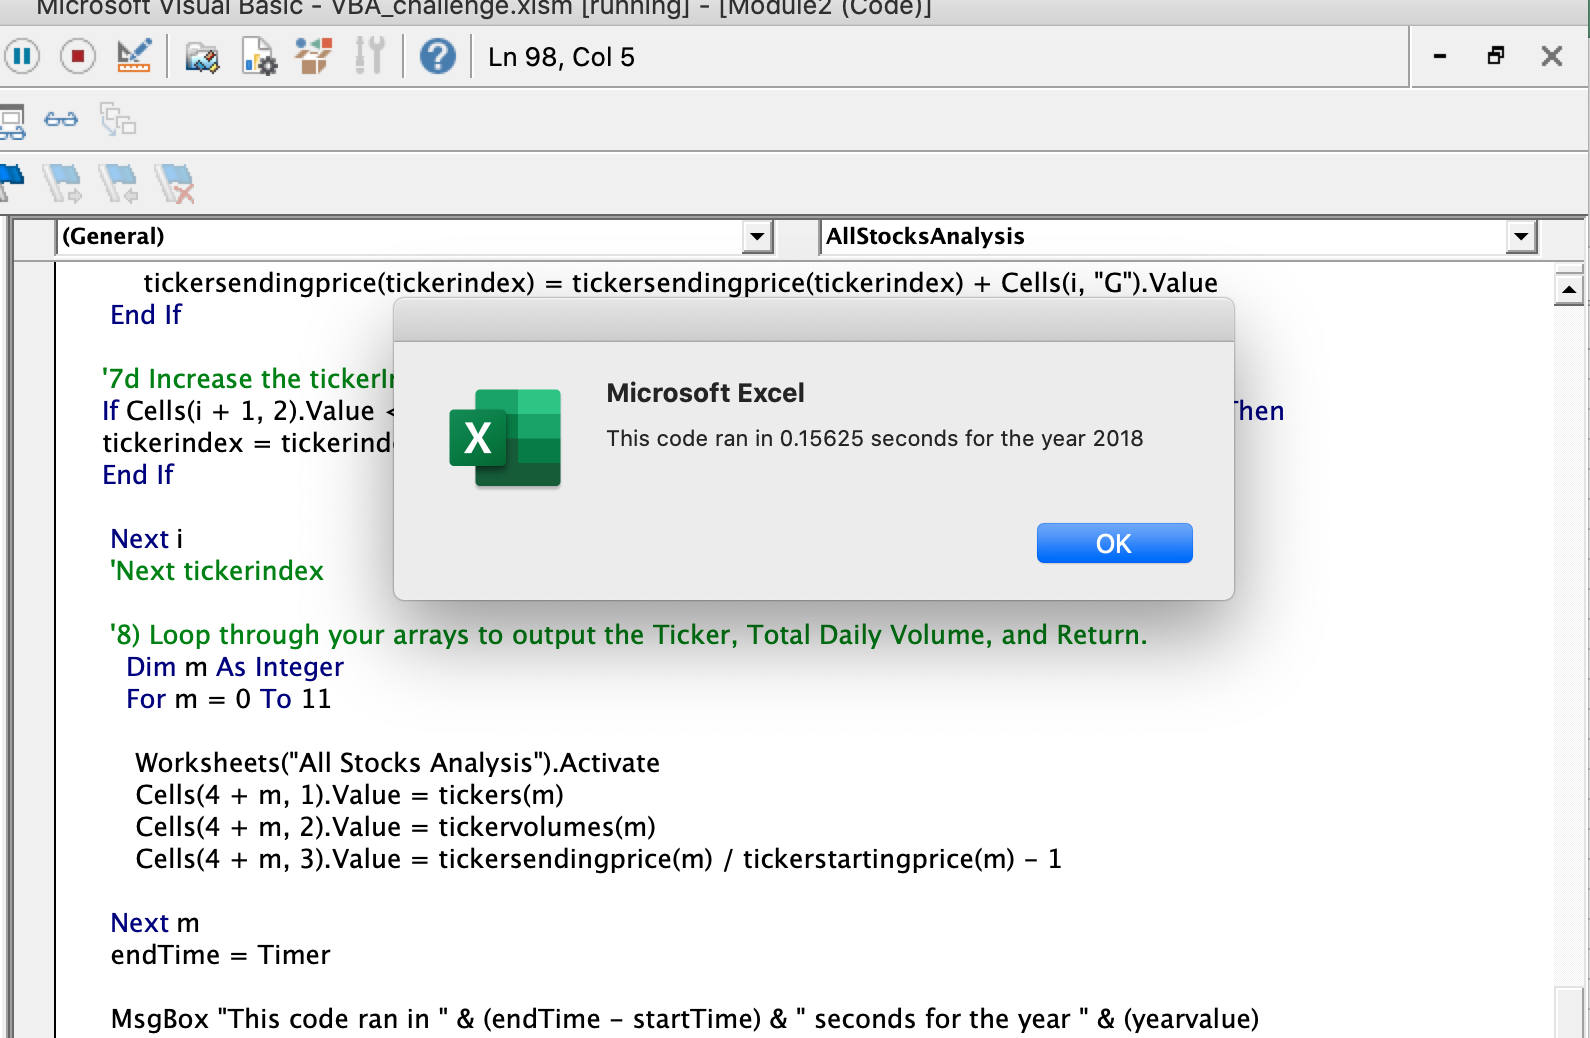 Microsoft Visual Basic - VBA_challenge.xlsm [running] - [Module2 (Code)]
Ln 98, Col 5
(General)
AllStocksAnalysis
tickersendingprice(tickerindex) = tickersendingprice(tickerindex) + Cells(i, "G").Value
End If
'7d Increase the
If Cells(i + 1, 2).Value < Then
tickerindex =
End If
Next i
'Next tickerindex
'8) Loop through your arrays to output the Ticker, Total Daily Volume, and Return.
Dim m As Integer
For m = 0 To 11
Worksheets("All Stocks Analysis").Activate
Cells(4 + m, 1).Value = tickers(m)
Cells(4 + m, 2).Value = tickervolumes(m)
Cells(4 + m, 3).Value = tickersendingprice(m) / tickerstartingprice(m) - 1
Next m
endTime = Timer
MsgBox "This code ran in " & (endTime - startTime) & " seconds for the year " & (yearvalue)
X
Microsoft Excel
This code ran in 0.15625 seconds for the year 2018
OK